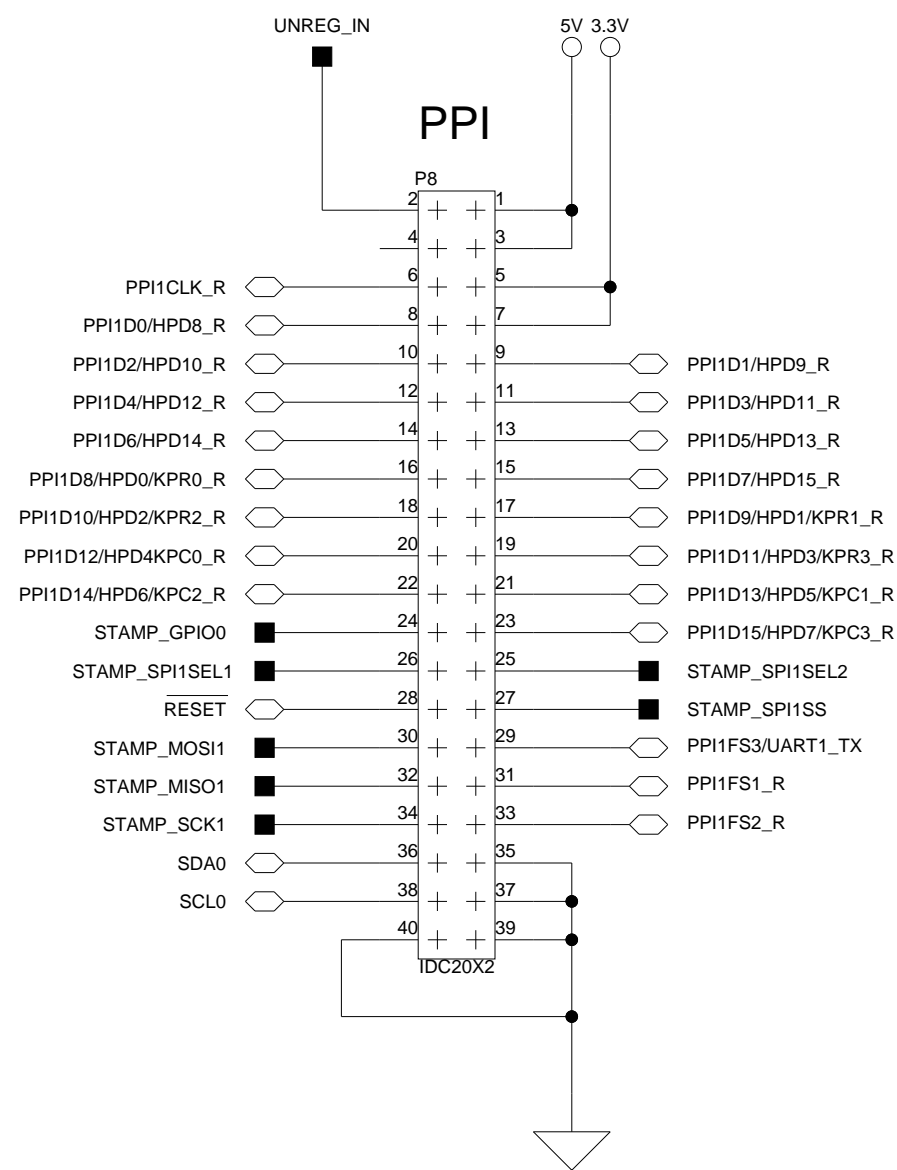 UNREG_IN 5V 3.3V
PPI
P8
2 1
4 3
PPI1CLK_R 6 5
PPI1D0/HPD8_R 8 7
PPI1D2/HPD10_R 10 9 PPI1D1/HPD9_R
PPI1D4/HPD12_R 12 11 PPI1D3/HPD11_R
PPI1D6/HPD14_R 14 13 PPI1D5/HPD13_R
PPI1D8/HPD0/KPR0_R 16 15 PPI1D7/HPD15_R
PPI1D10/HPD2/KPR2_R 18 17 PPI1D9/HPD1/KPR1_R
PPI1D12/HPD4KPC0_R 20 19 PPI1D11/HPD3/KPR3_R
PPI1D14/HPD6/KPC2_R 22 21 PPI1D13/HPD5/KPC1_R
STAMP_GPIO0 24 23 PPI1D15/HPD7/KPC3_R
STAMP_SPI1SEL1 26 25 STAMP_SPI1SEL2
RESET 28 27 STAMP_SPI1SS
STAMP_MOSI1 30 29 PPI1FS3/UART1_TX
STAMP_MISO1 32 31 PPI1FS1_R
STAMP_SCK1 34 33 PPI1FS2_R
SDA0 36 35
SCL0 38 37
40 39
IDC20X2